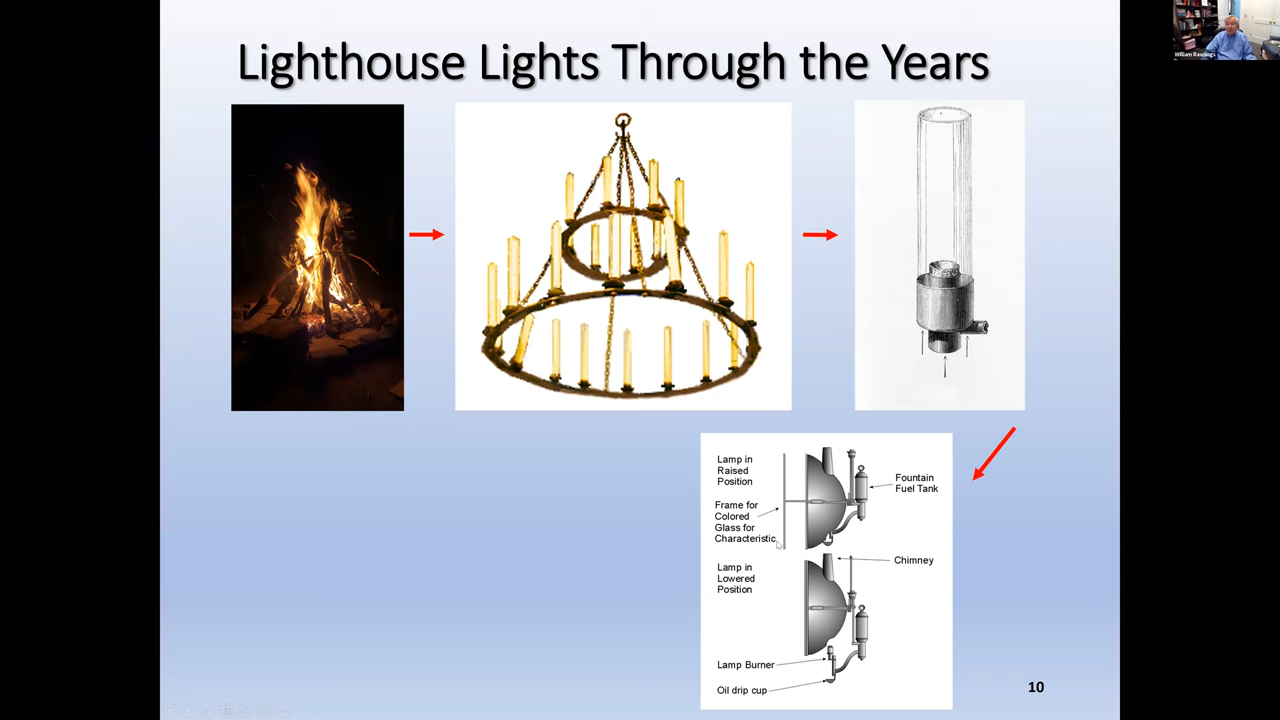 Lighthouse Lights Through the Years
William Rawlings
Lamp in
Raised
Position
Fountain
Fuel Tank
Frame for
Colored
Glass for
Characteristic
Chimney
Lamp in
Lowered
Position
Lamp Burner
Oil drip cup
10